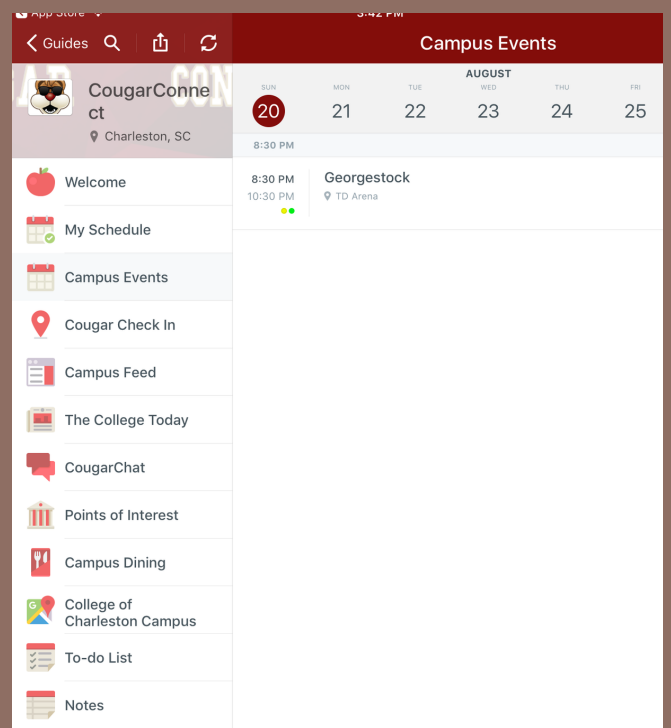 App Store
3:42 PM
Guides
Campus Events
CougarConne
ct
Charleston, SC
AUGUST
SUN MON TUE WED THU FRI
20 21 22 23 24 25
8:30 PM
8:30 PM Georgestock
10:30 PM TD Arena
Welcome
My Schedule
Campus Events
Cougar Check In
Campus Feed
The College Today
CougarChat
Points of Interest
Campus Dining
College of
Charleston Campus
To-do List
Notes